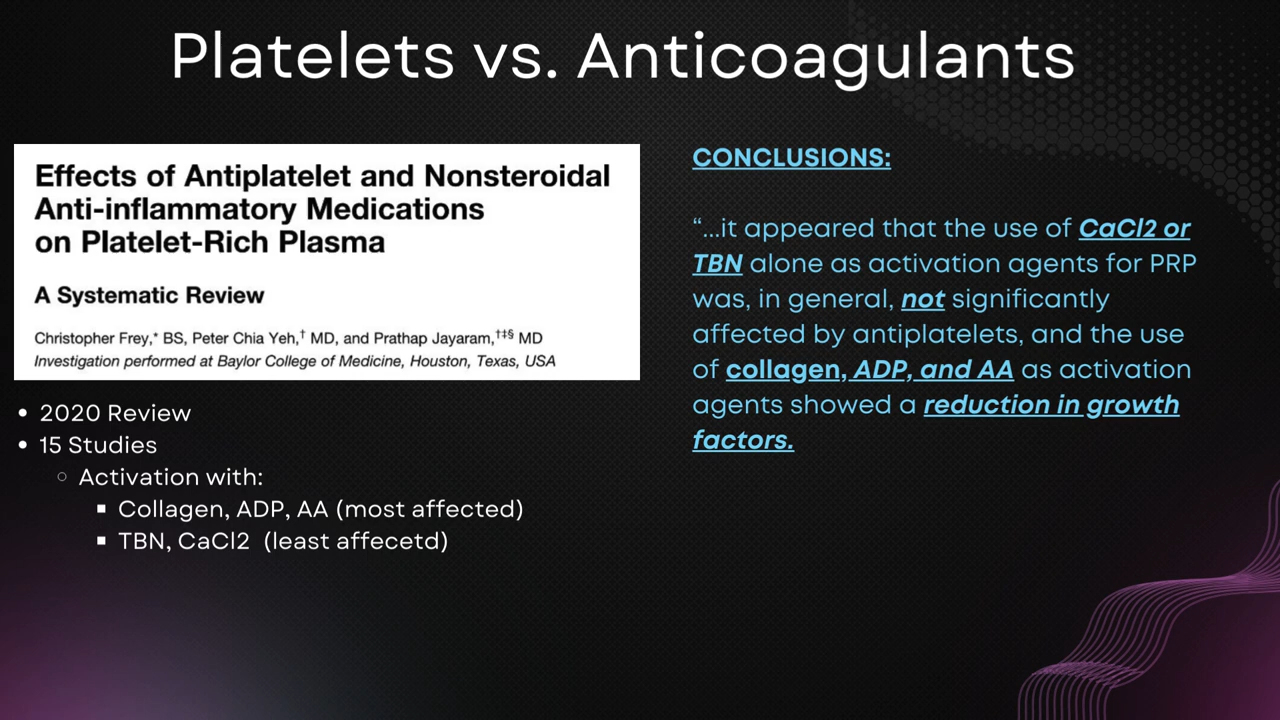 Platelets vs. Anticoagulants
Effects of Antiplatelet and Nonsteroidal
Anti-inflammatory Medications
on Platelet-Rich Plasma
A Systematic Review
Christopher Frey,* BS, Peter Chia Yeh,† MD, and Prathap Jayaram,†‡§ MD
Investigation performed at Baylor College of Medicine, Houston, Texas, USA
• 2020 Review
• 15 Studies
○ Activation with:
▪ Collagen, ADP, AA (most affected)
▪ TBN, CaCl2 (least affecetd)
CONCLUSIONS:
“...it appeared that the use of CaCl2 or
TBN alone as activation agents for PRP
was, in general, not significantly
affected by antiplatelets, and the use
of collagen, ADP, and AA as activation
agents showed a reduction in growth
factors.